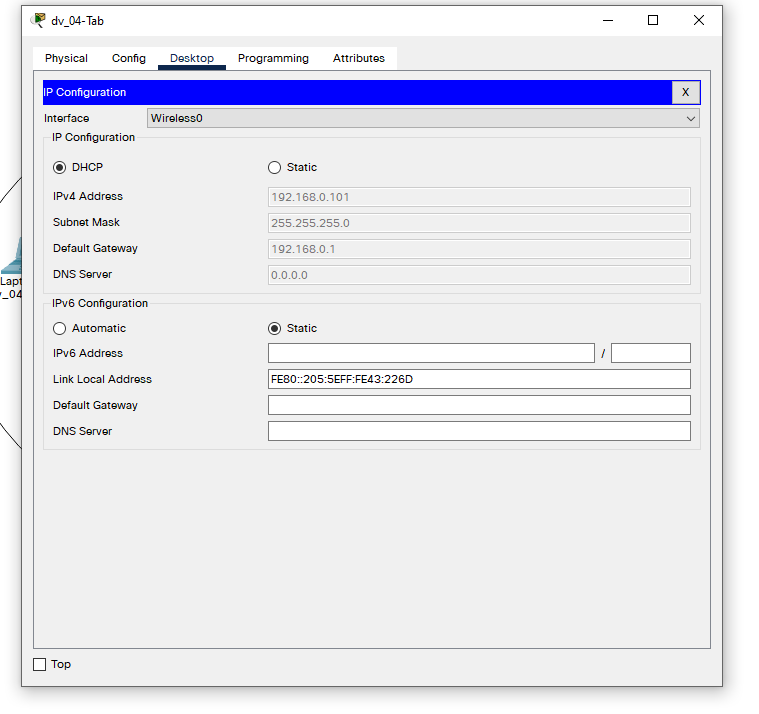 dv_04-Tab
Physical Config Desktop Programming Attributes
IP Configuration X
Interface Wireless0
IP Configuration
DHCP Static
IPv4 Address 192.168.0.101
Subnet Mask 255.255.255.0
Default Gateway 192.168.0.1
DNS Server 0.0.0.0
IPv6 Configuration
Automatic Static
IPv6 Address /
Link Local Address FE80::205:5EFF:FE43:226D
Default Gateway
DNS Server
Top
Lapt
_04